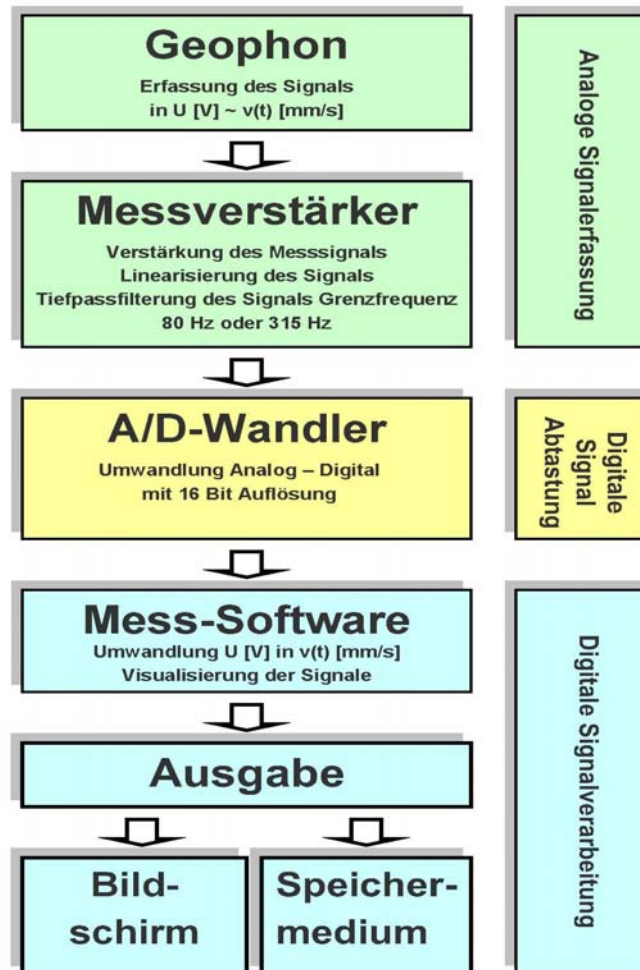 Geophon
Erfassung des Signals
in U [V] ~ v(t) [mm/s]
Messverstärker
Verstärkung des Messsignals
Linearisierung des Signals
Tiefpassfilterung des Signals Grenzfrequenz
80 Hz oder 315 Hz
Analoge Signalerfassung
A/D-Wandler
Umwandlung Analog – Digital
mit 16 Bit Auflösung
Digitale
Signal
Abtastung
Mess-Software
Umwandlung U [V] in v(t) [mm/s]
Visualisierung der Signale
Ausgabe
Bild-
schirm
Speicher-
medium
Digitale Signalverarbeitung